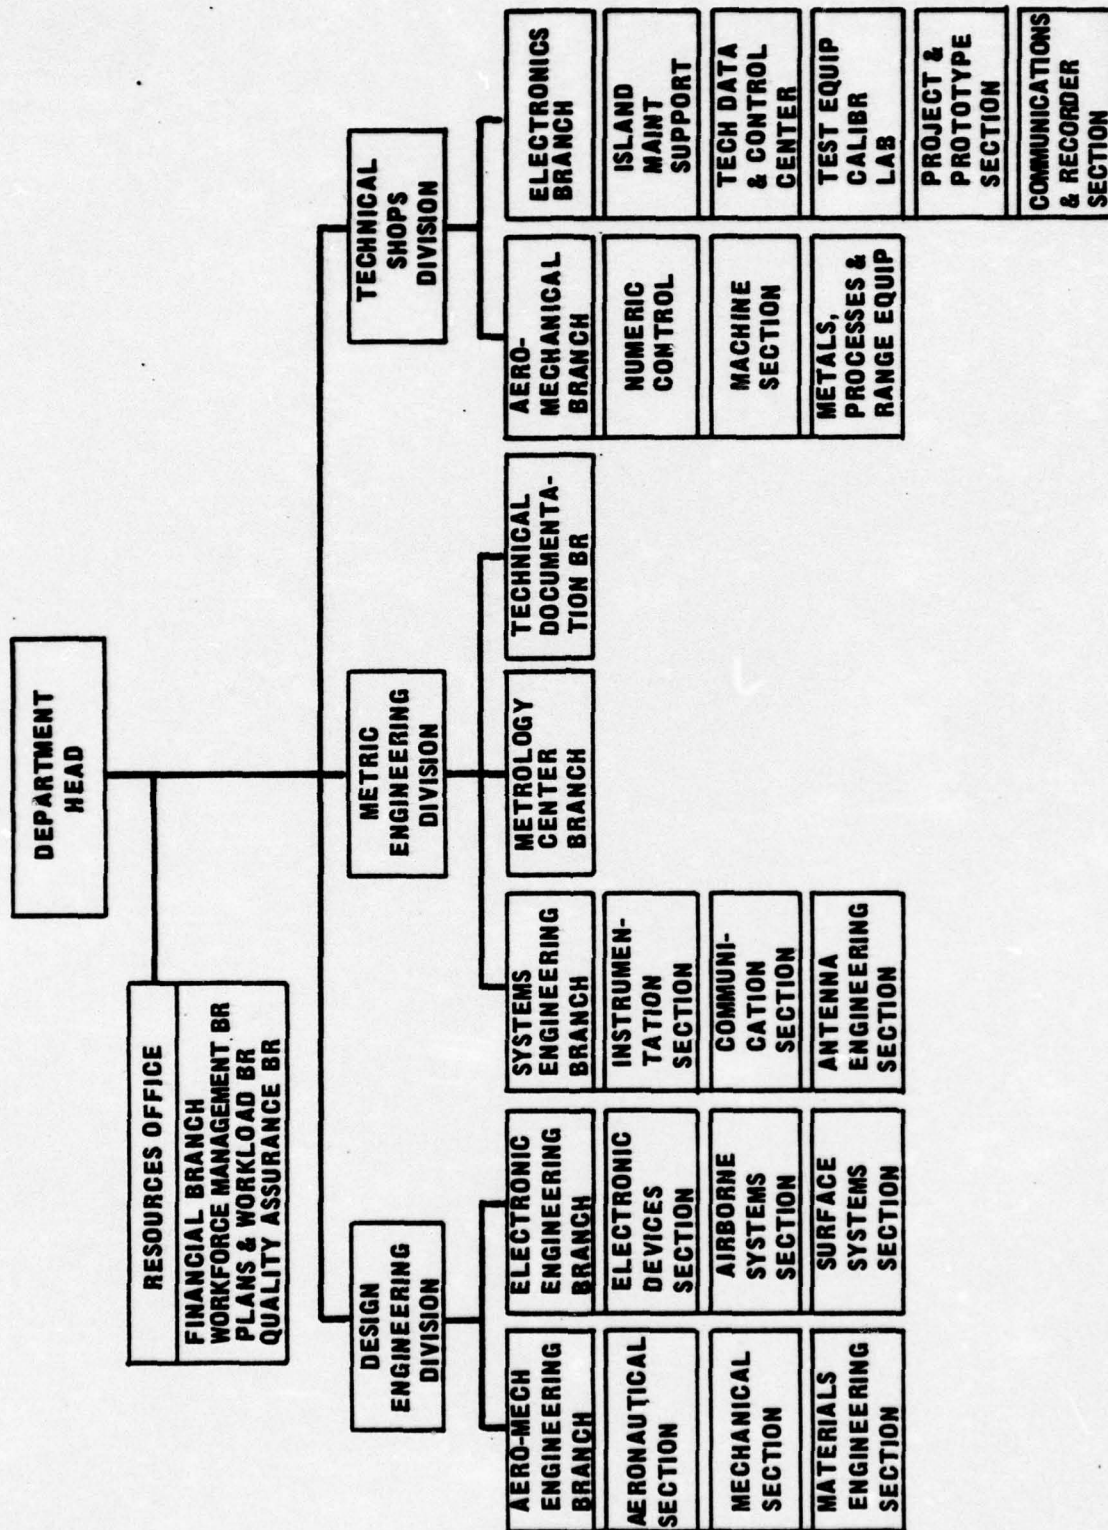 DEPARTMENT
HEAD
RESOURCES OFFICE
FINANCIAL BRANCH
WORKFORCE MANAGEMENT BR
PLANS & WORKLOAD BR
QUALITY ASSURANCE BR
DESIGN
ENGINEERING
DIVISION
METRIC
ENGINEERING
DIVISION
TECHNICAL
SHOPS
DIVISION
AERO-MECH
ENGINEERING
BRANCH
AERONAUTICAL
SECTION
MECHANICAL
SECTION
MATERIALS
ENGINEERING
SECTION
ELECTRONIC
ENGINEERING
BRANCH
ELECTRONIC
DEVICES
SECTION
AIRBORNE
SYSTEMS
SECTION
SURFACE
SYSTEMS
SECTION
SYSTEMS
ENGINEERING
BRANCH
INSTRUMEN-
TATION
SECTION
COMMUNI-
CATION
SECTION
ANTENNA
ENGINEERING
SECTION
METROLOGY
CENTER
BRANCH
TECHNICAL
DOCUMENTA-
TION BR
AERO-
MECHANICAL
BRANCH
NUMERIC
CONTROL
MACHINE
SECTION
METALS,
PROCESSES &
RANGE EQUIP
ELECTRONICS
BRANCH
ISLAND
MAINT
SUPPORT
TECH DATA
& CONTROL
CENTER
TEST EQUIP
CALIBR
LAB
PROJECT &
PROTOTYPE
SECTION
COMMUNICATIONS
& RECORDER
SECTION